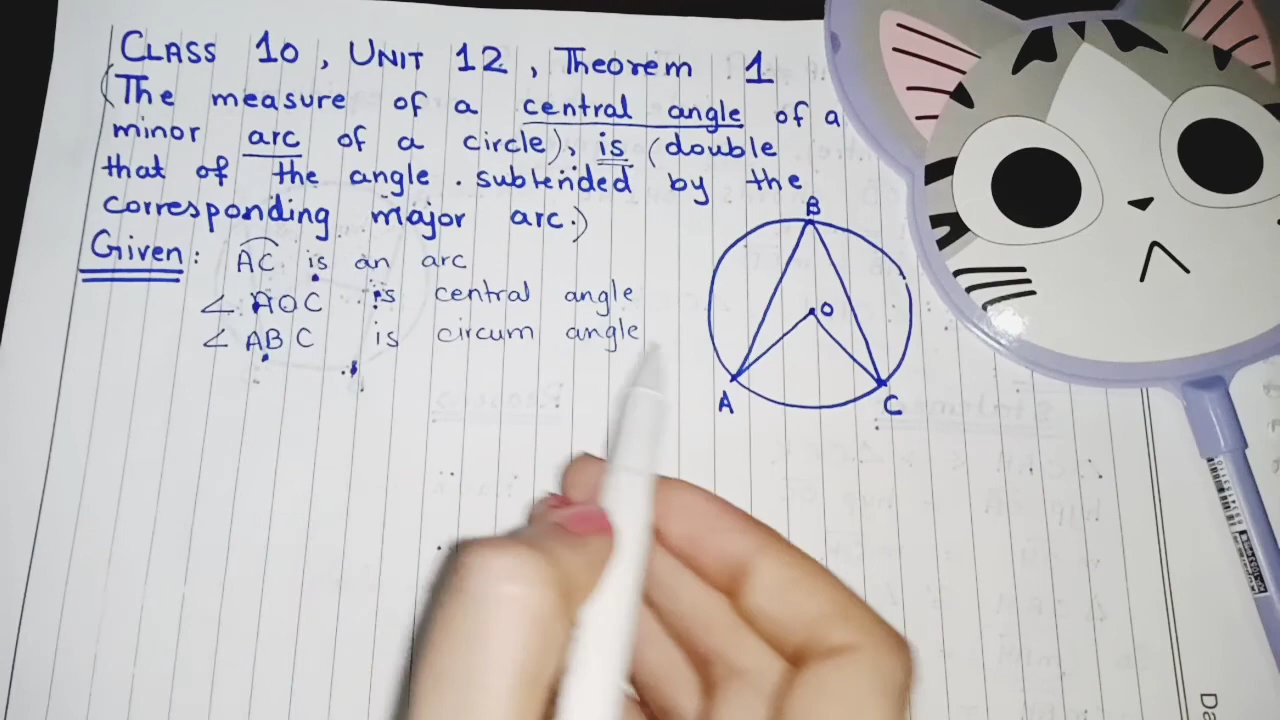 CLASS 10, UNIT 12, Theorem 1
(The measure of a central angle of a
minor arc of a circle), is (double
that of the angle. subtended by the
corresponding major arc.)
Given: AC is an arc
∠AOC is central angle
∠ABC is circum angle
B
O
A
C